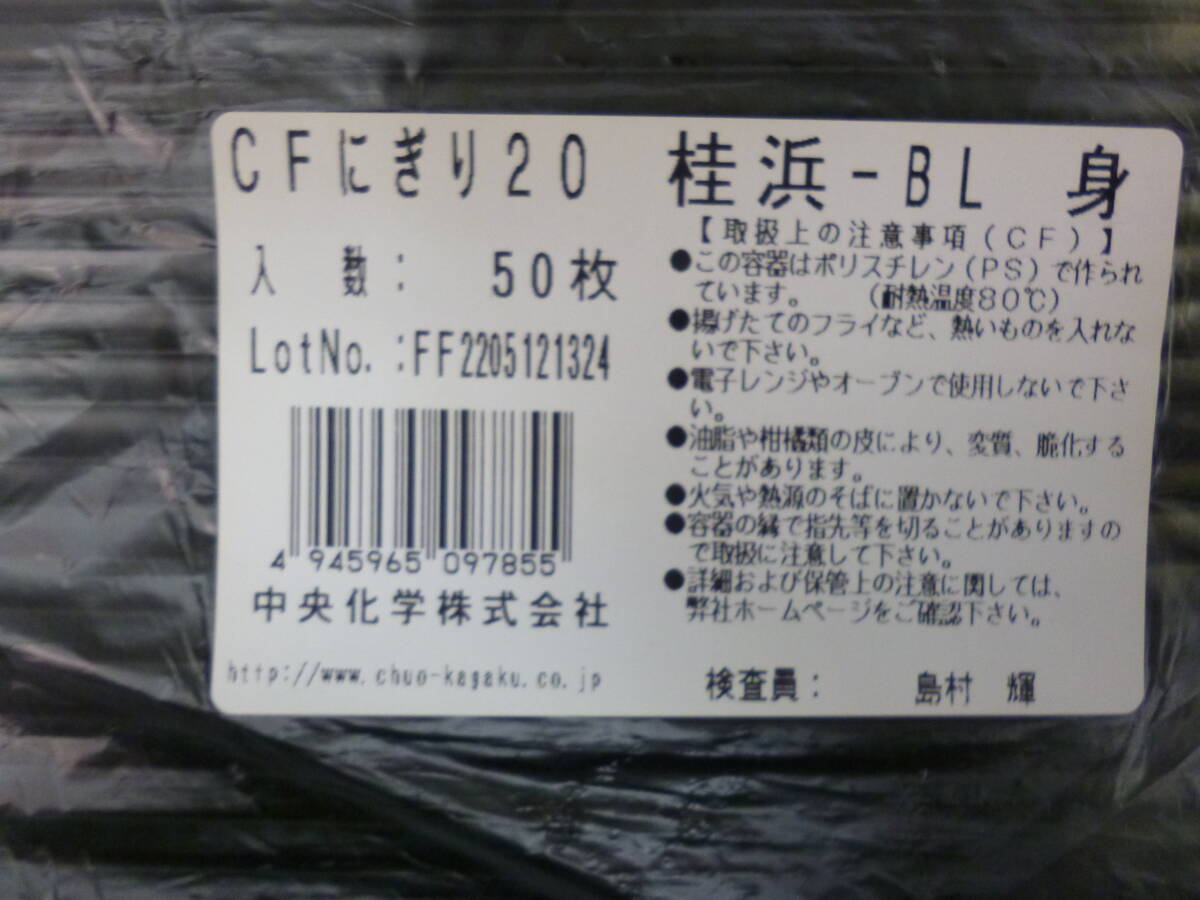 CFにぎり20 桂浜-BL 身
入 数: 50枚
LotNo.:FF2205121324
4 945965 097855
中央化学株式会社
http://www.chuo-kagaku.co.jp
【取扱上の注意事項(CF)】
●この容器はポリスチレン(PS)で作られ
ています。 (耐熱温度80℃)
●揚げたてのフライなど、熱いものを入れな
いで下さい。
●電子レンジやオーブンで使用しないで下さ
い。
●油脂や柑橘類の皮により、変質、脆化する
ことがあります。
●火気や熱源のそばに置かないで下さい。
●容器の縁で指先等を切ることがありますの
で取扱に注意して下さい。
●詳細および保管上の注意に関しては、
弊社ホームページをご確認下さい。
検査員: 島村 輝